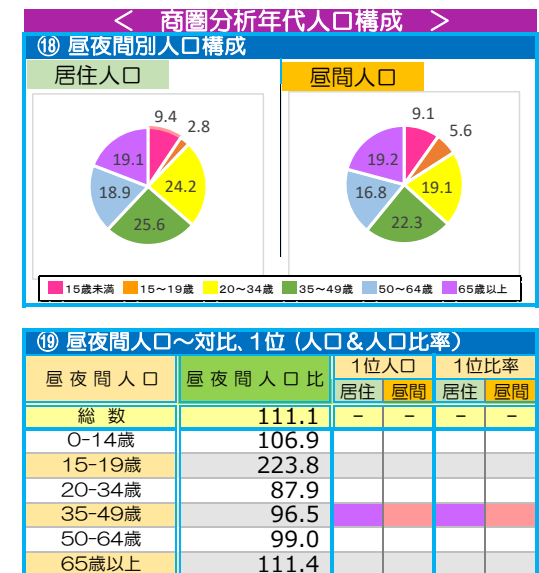 ＜ 商圏分析年代人口構成 ＞
⑱ 昼夜間別人口構成
居住人口
昼間人口
9.4
2.8
24.2
25.6
18.9
19.1
9.1
5.6
19.1
22.3
16.8
19.2
15歳未満 15～19歳 20～34歳 35～49歳 50～64歳 65歳以上
⑲ 昼夜間人口～対比、1位（人口＆人口比率）
昼夜間人口 昼夜間人口比 1位人口 1位比率
居住 昼間 居住 昼間
総 数 111.1 － － － －
0-14歳 106.9
15-19歳 223.8
20-34歳 87.9
35-49歳 96.5
50-64歳 99.0
65歳以上 111.4